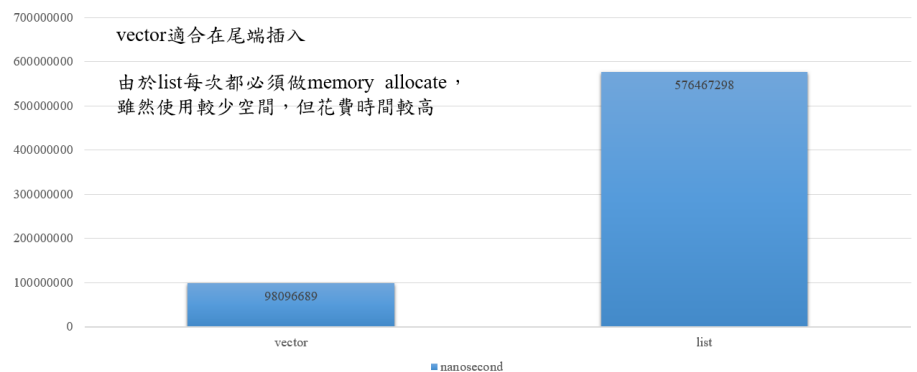 700000000
vector適合在尾端插入
600000000
由於list每次都必須做memory allocate，
雖然使用較少空間，但花費時間較高
576467298
500000000
400000000
300000000
200000000
100000000
98096689
0
vector
list
nanosecond